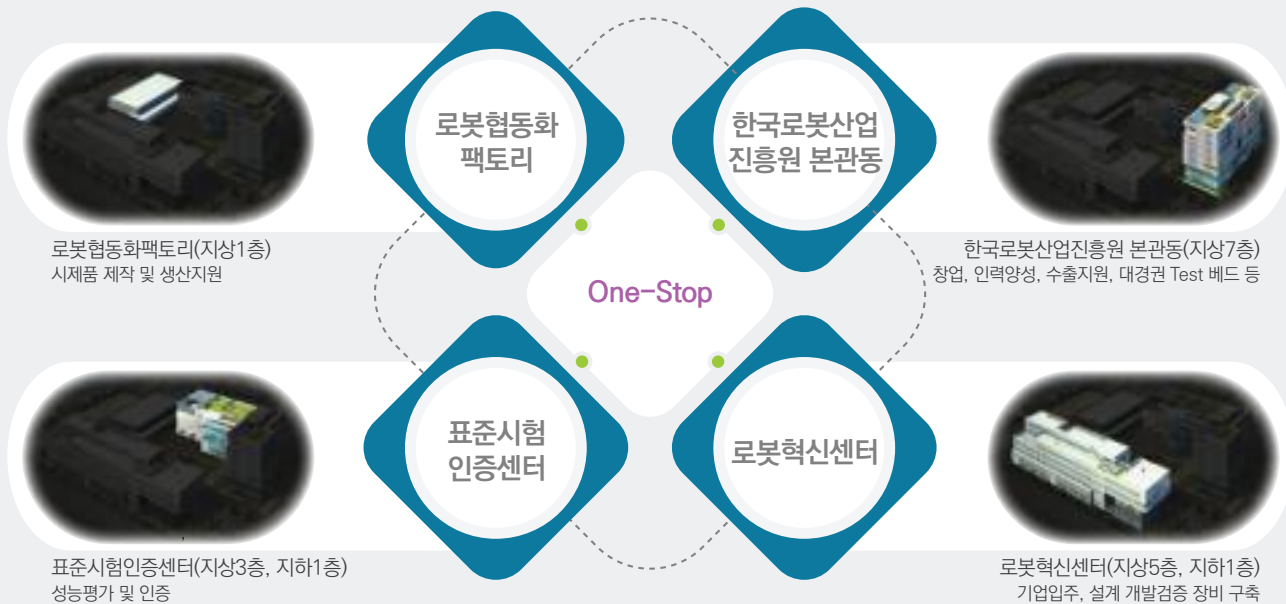 로봇협동화
팩토리
한국로봇산업
진흥원 본관동
로봇협동화팩토리(지상1층)
시제품 제작 및 생산지원
한국로봇산업진흥원 본관동(지상7층)
창업, 인력양성, 수출지원, 대경권 Test 베드 등
One-Stop
표준시험
인증센터
로봇혁신센터
표준시험인증센터(지상3층, 지하1층)
성능평가 및 인증
로봇혁신센터(지상5층, 지하1층)
기업입주, 설계 개발검증 장비 구축